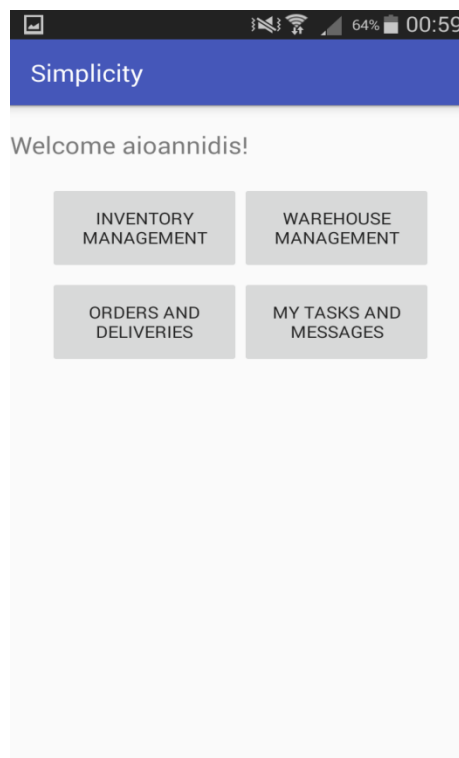 64% 00:59
Simplicity
Welcome aioannidis!
INVENTORY
MANAGEMENT
WAREHOUSE
MANAGEMENT
ORDERS AND
DELIVERIES
MY TASKS AND
MESSAGES